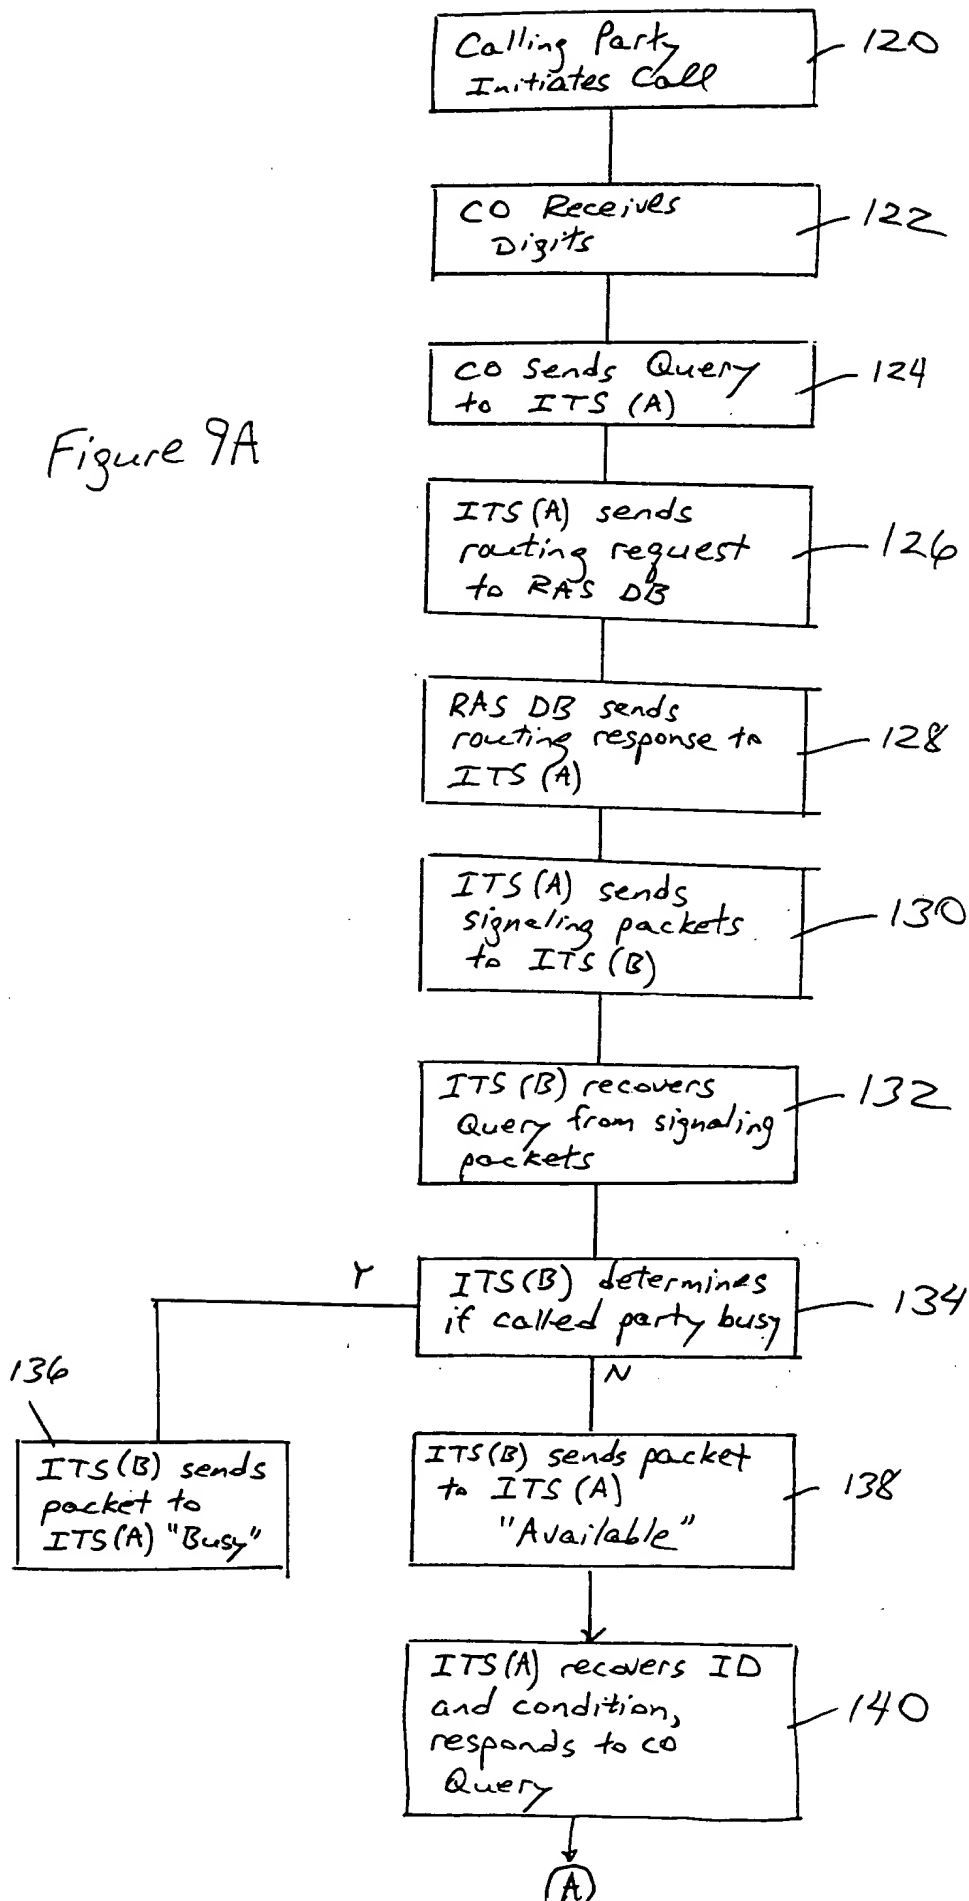 Calling Party
Initiates Call
120
CO Receives
Digits
122
CO sends Query
to ITS (A)
124
Figure 9A
ITS (A) sends
routing request
to RAS DB
126
RAS DB sends
routing response to
ITS (A)
128
ITS (A) sends
signaling packets
to ITS (B)
130
ITS (B) recovers
Query from signaling
packets
132
Y
ITS(B) determines
if called party busy
134
N
136
ITS (B) sends
packet to
ITS(A) "Busy"
ITS(B) sends packet
to ITS (A)
"Available"
138
ITS(A) recovers ID
and condition,
responds to CO
Query
140
A